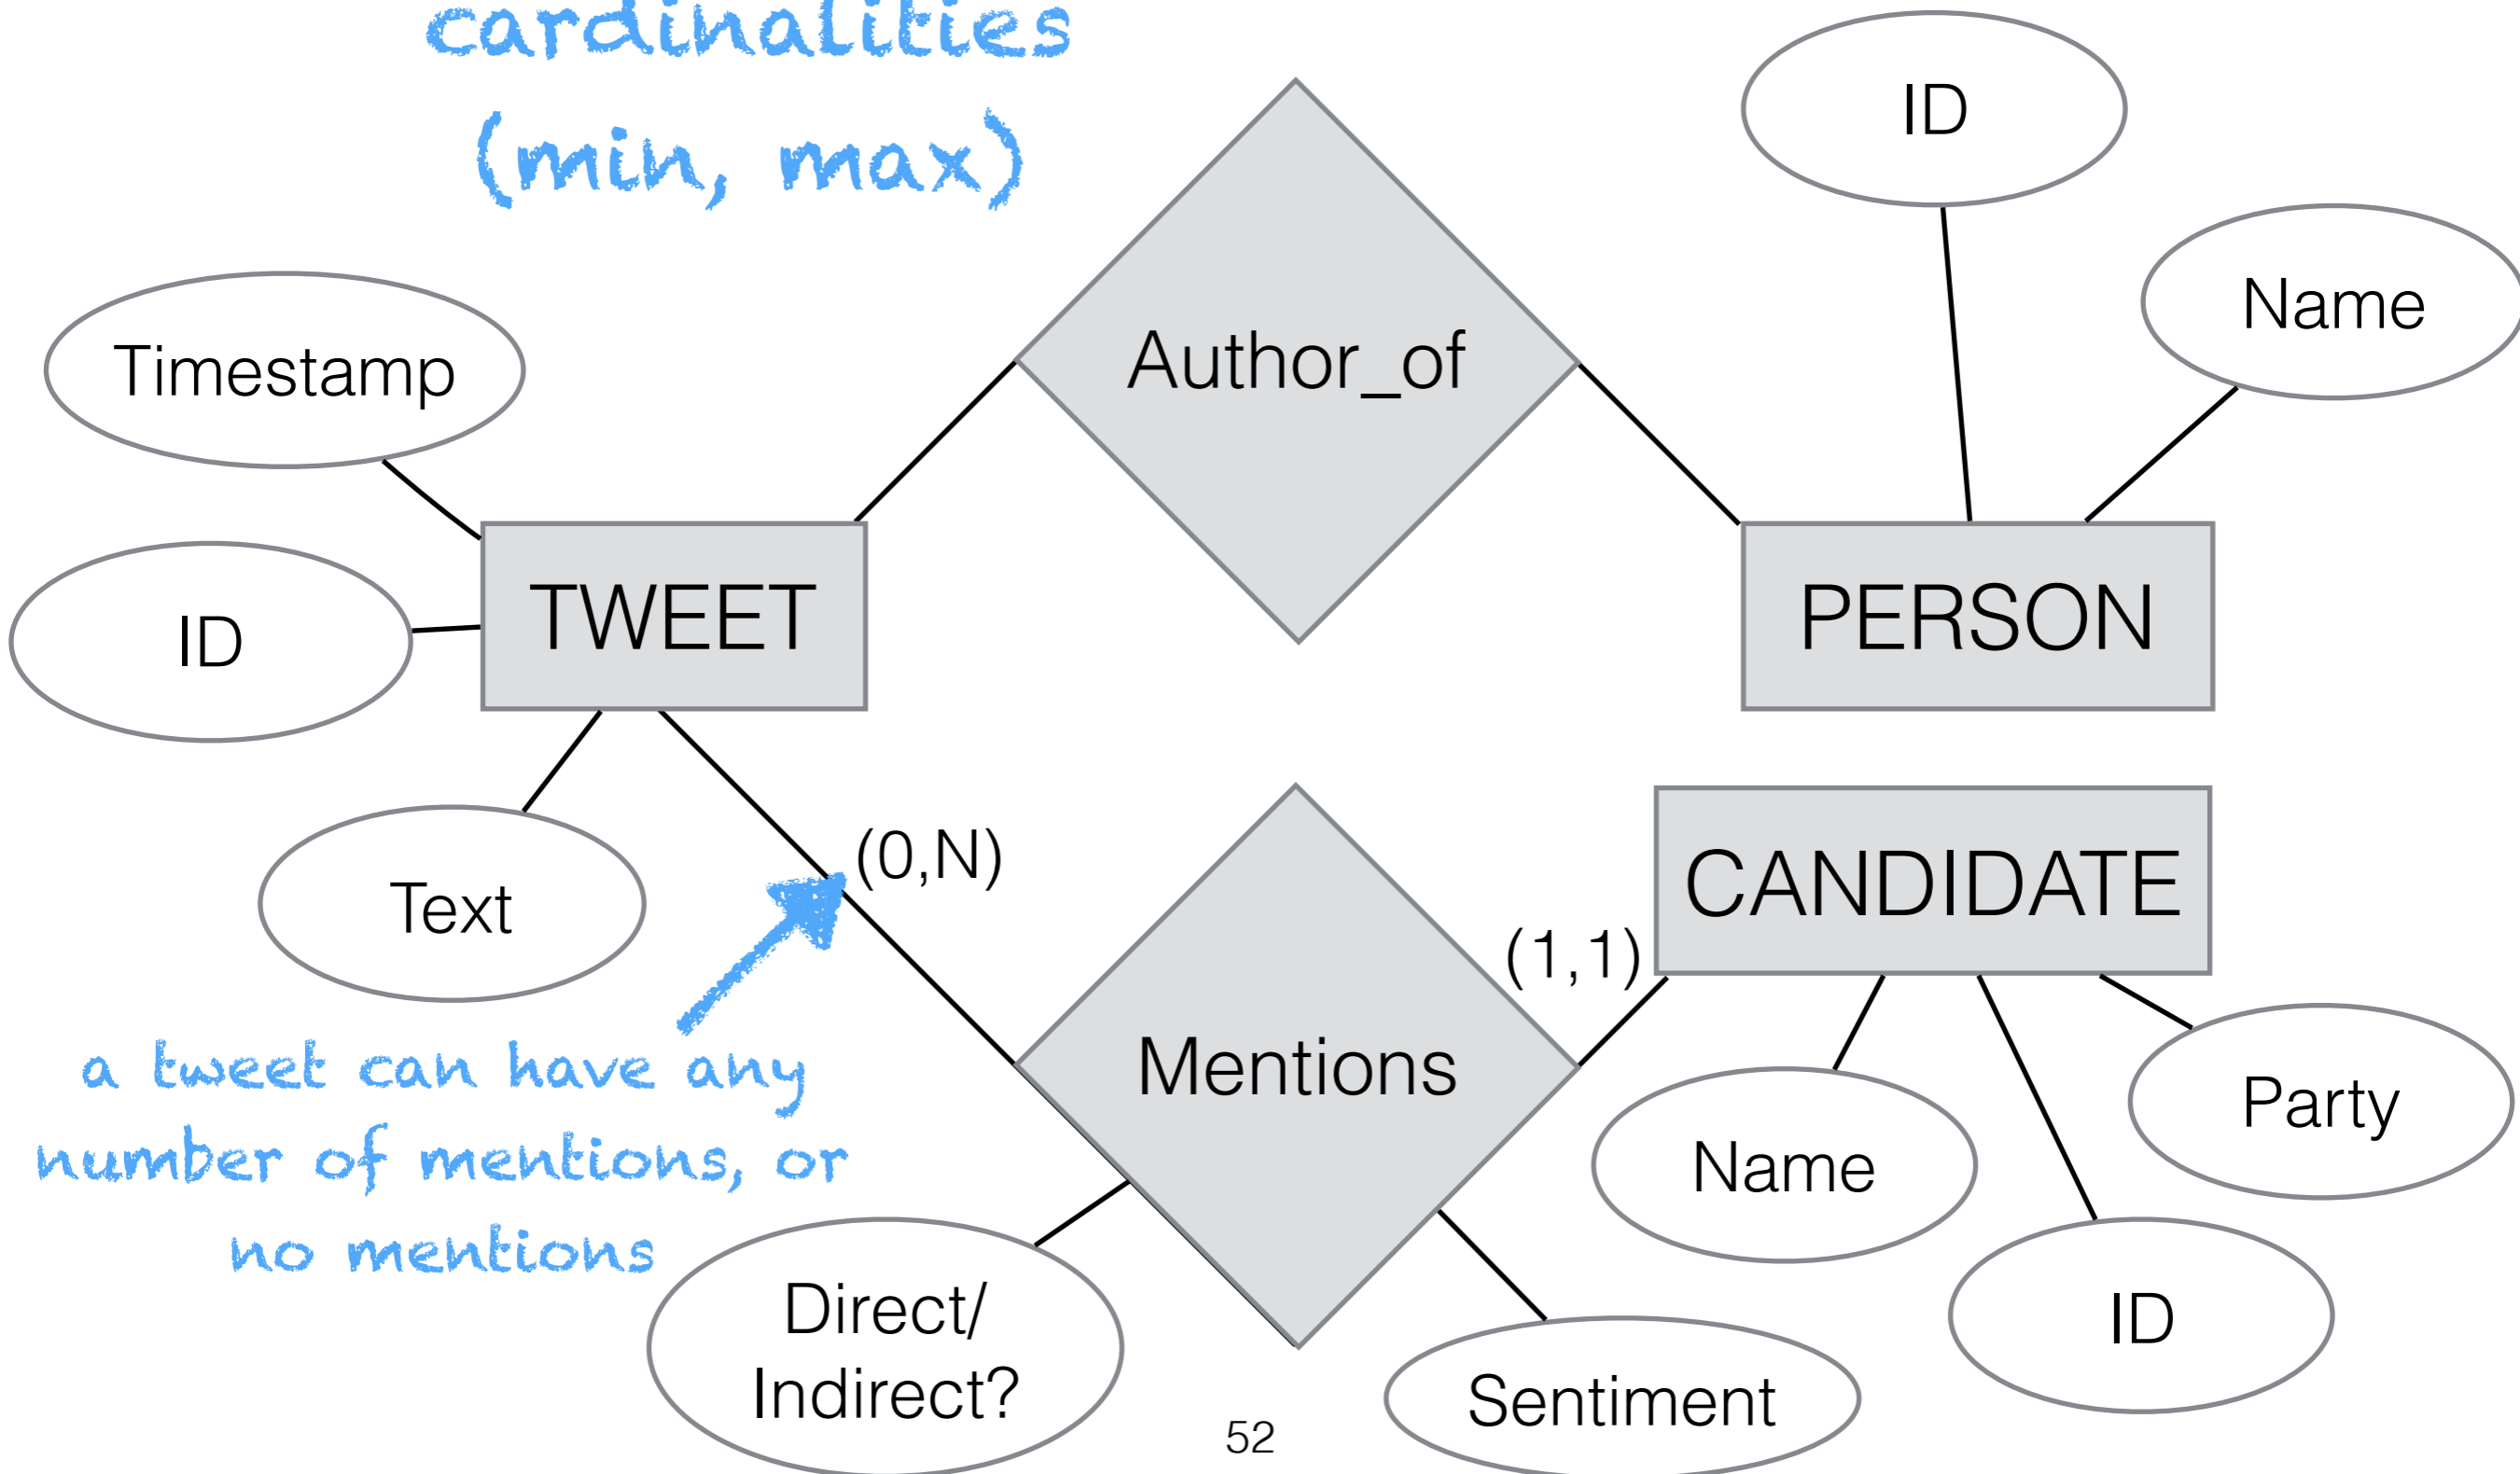 cardinalities
(min, max)
ID
Name
Timestamp
Author_of
ID
TWEET
PERSON
Text
(0,N)
CANDIDATE
(1,1)
a tweet can have any
number of mentions, or
no mentions
Mentions
Name
Party
ID
Direct/
Indirect?
Sentiment
52